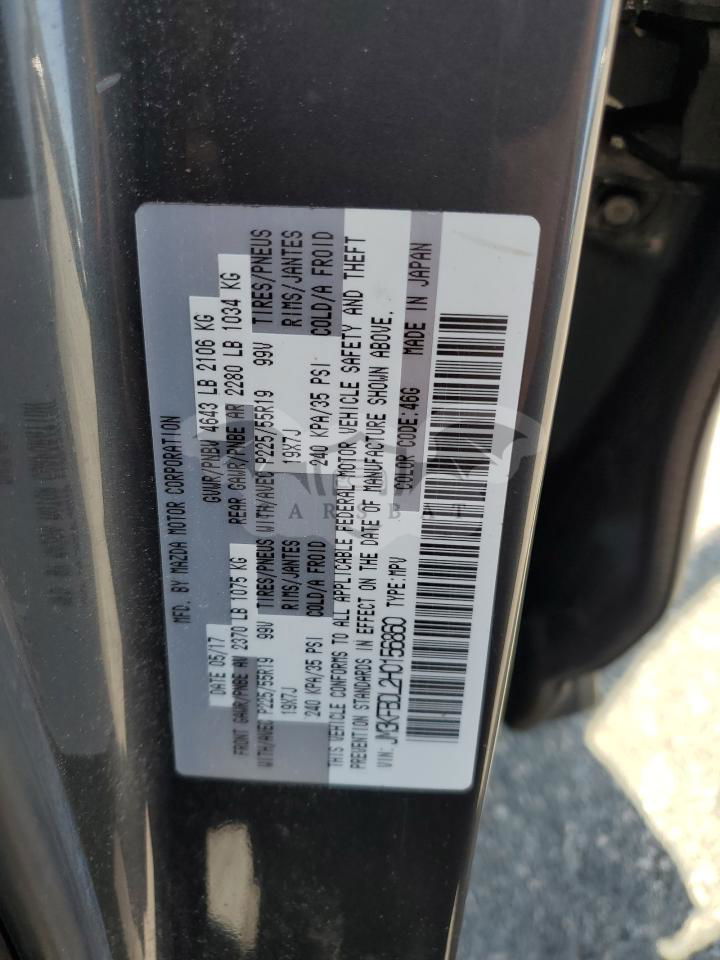 MFD. BY MAZDA MOTOR CORPORATION
DATE 05/17 GVWR/PNBV 4643 LB 2106 KG
FRONT GAWR/PNBE AV 2370 LB 1075 KG REAR GAWR/PNBE AR 2280 LB 1034 KG
WITH/AVEC P225/55R19 99V TIRES/PNEUS WITH/AVEC P225/55R19 99V TIRES/PNEUS
19X7J RIMS/JANTES 19X7J RIMS/JANTES
240 KPA/35 PSI COLD/A FROID 240 KPA/35 PSI COLD/A FROID
THIS VEHICLE CONFORMS TO ALL APPLICABLE FEDERAL MOTOR VEHICLE SAFETY AND THEFT
PREVENTION STANDARDS IN EFFECT ON THE DATE OF MANUFACTURE SHOWN ABOVE.
VIN: JM3KFBDL2H0156860 TYPE:MPV COLOR CODE:46G MADE IN JAPAN
ARSBAT